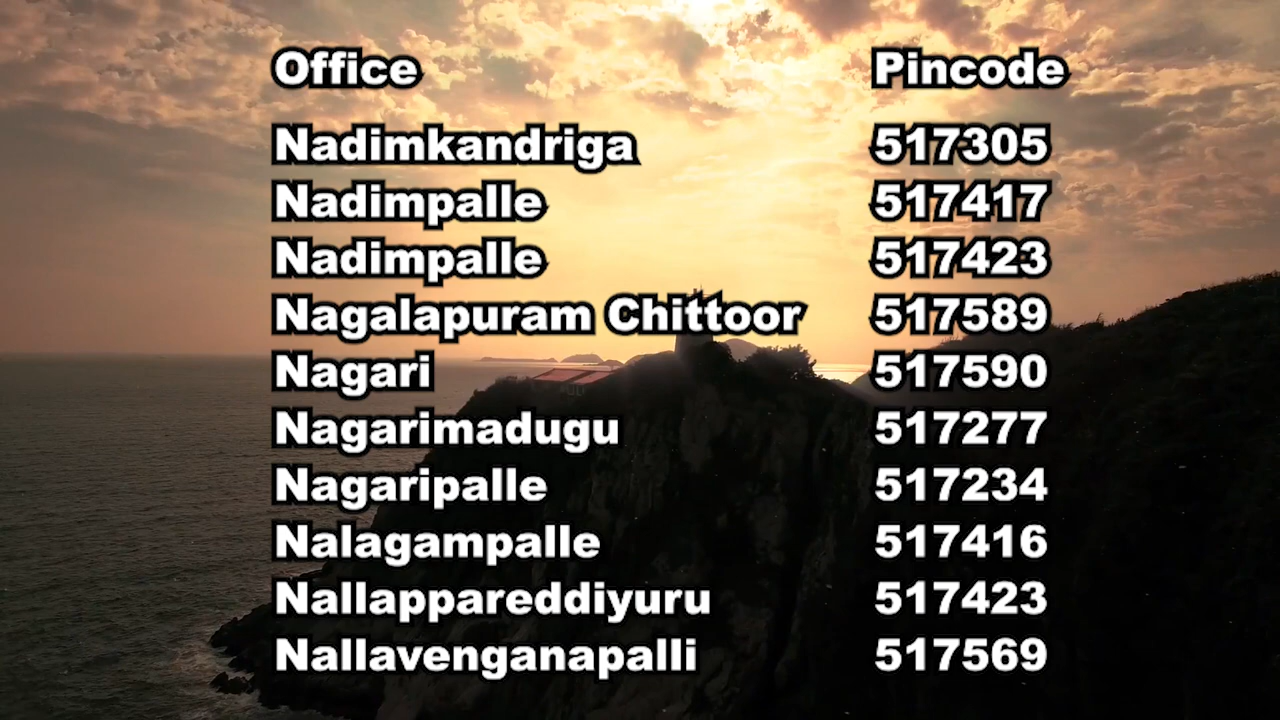 Office Pincode
Nadimkandriga 517305
Nadimpalle 517417
Nadimpalle 517423
Nagalapuram Chittoor 517589
Nagari 517590
Nagarimadugu 517277
Nagaripalle 517234
Nalagampalle 517416
Nallappareddiyuru 517423
Nallavenganapalli 517569